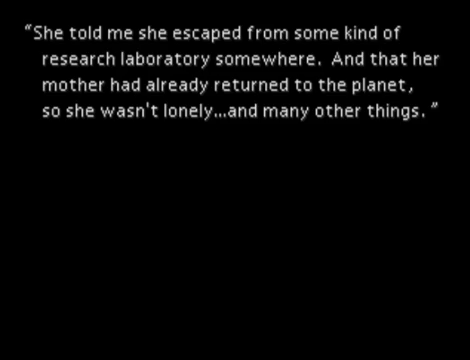 “She told me she escaped from some kind of
research laboratory somewhere.  And that her
mother had already returned to the planet,
so she wasn't lonely...and many other things. ”